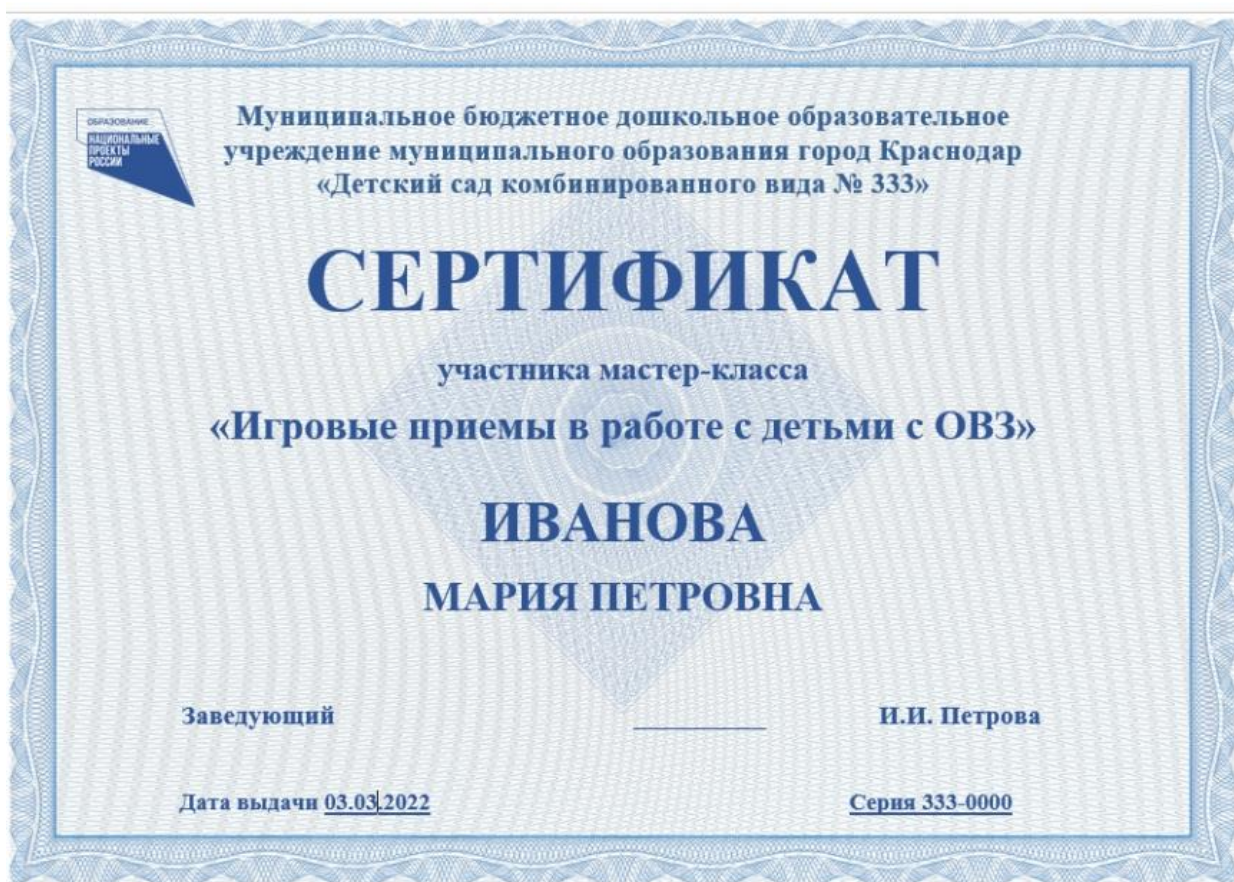 ОБРАЗОВАНИЕ
НАЦИОНАЛЬНЫЕ
ПРОЕКТЫ
РОССИИ
Муниципальное бюджетное дошкольное образовательное
учреждение муниципального образования город Краснодар
«Детский сад комбинированного вида № 333»
СЕРТИФИКАТ
участника мастер-класса
«Игровые приемы в работе с детьми с ОВЗ»
ИВАНОВА
МАРИЯ ПЕТРОВНА
Заведующий __________ И.И. Петрова
Дата выдачи 03.03.2022 Серия 333-0000